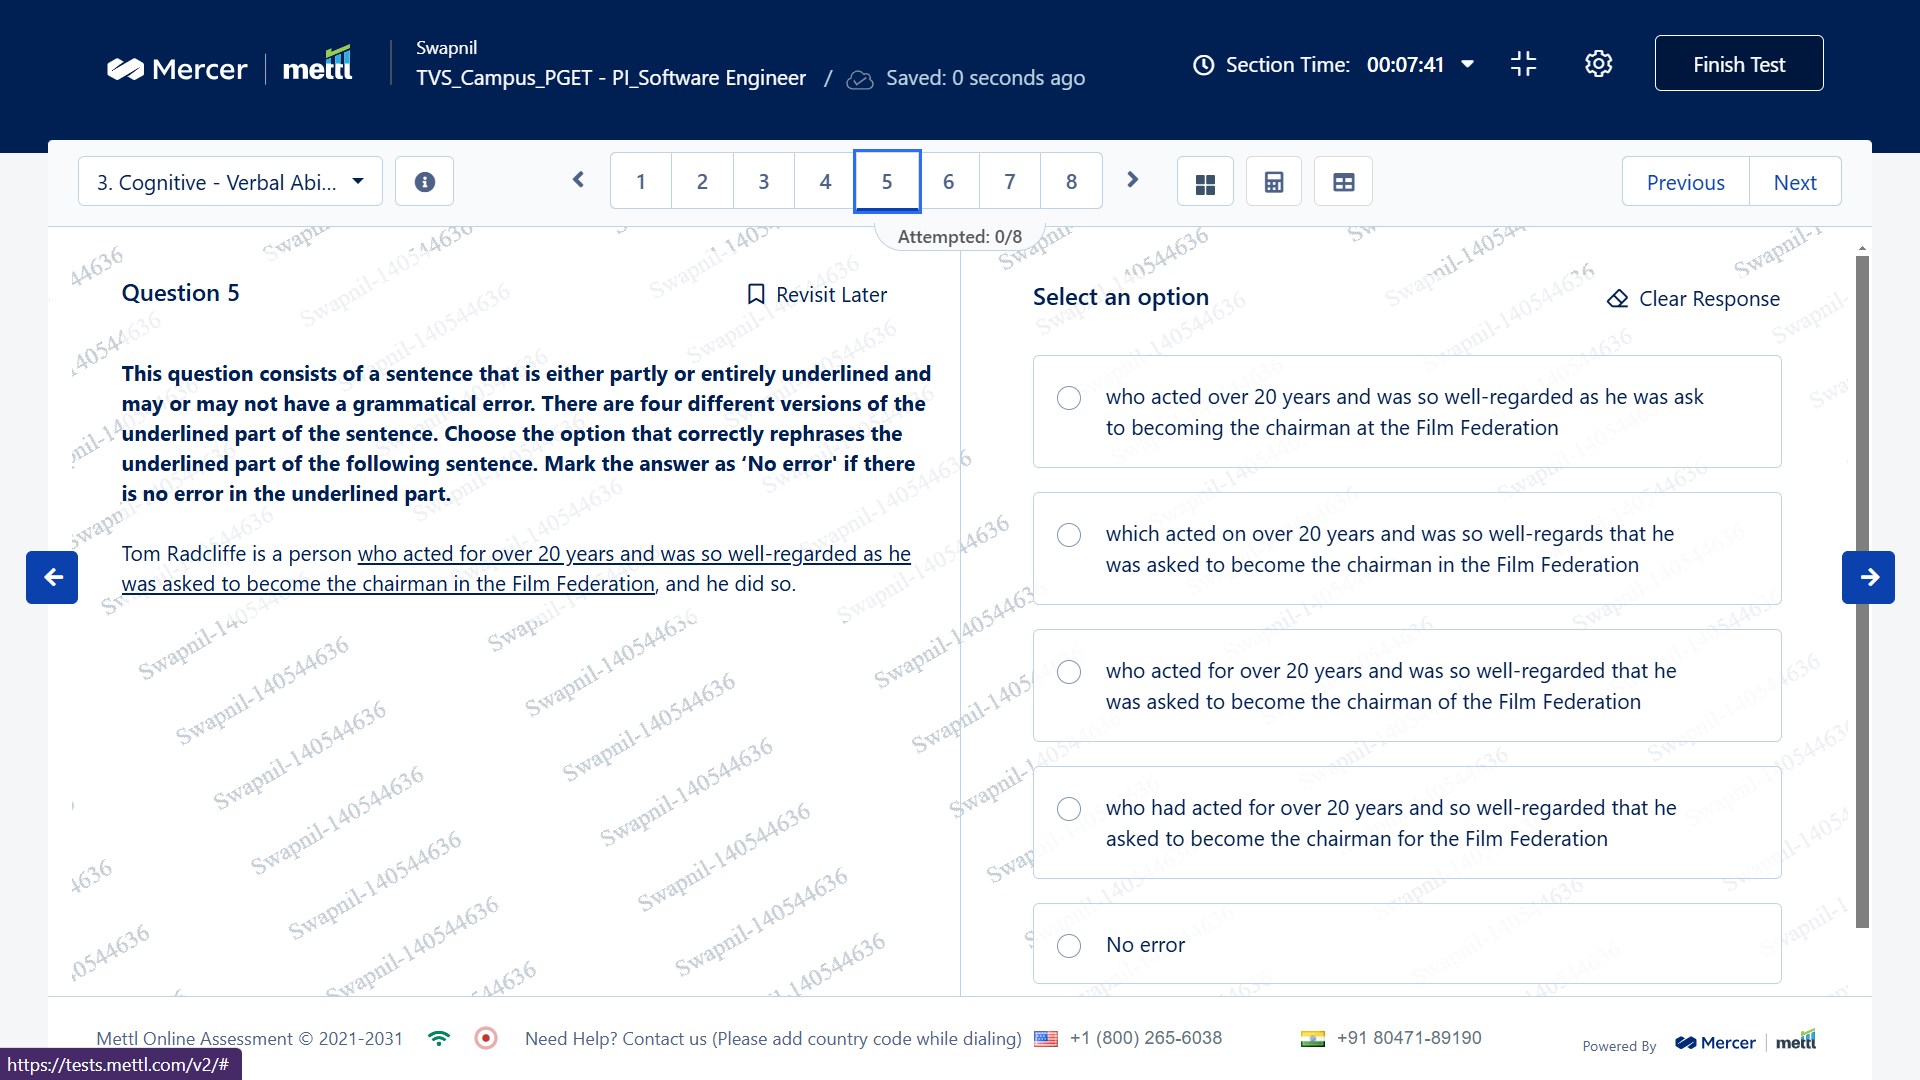 Mercer mettl
Swapnil
TVS_Campus_PGET - PI_Software Engineer / Saved: 0 seconds ago
Section Time: 00:07:41
Finish Test
3. Cognitive - Verbal Abi...
1 2 3 4 5 6 7 8
Previous Next
Attempted: 0/8
Question 5
Revisit Later
This question consists of a sentence that is either partly or entirely underlined and
may or may not have a grammatical error. There are four different versions of the
underlined part of the sentence. Choose the option that correctly rephrases the
underlined part of the following sentence. Mark the answer as ‘No error' if there
is no error in the underlined part.
Tom Radcliffe is a person who acted for over 20 years and was so well-regarded as he
was asked to become the chairman in the Film Federation, and he did so.
Select an option
Clear Response
who acted over 20 years and was so well-regarded as he was ask
to becoming the chairman at the Film Federation
which acted on over 20 years and was so well-regards that he
was asked to become the chairman in the Film Federation
who acted for over 20 years and was so well-regarded that he
was asked to become the chairman of the Film Federation
who had acted for over 20 years and so well-regarded that he
asked to become the chairman for the Film Federation
No error
Swapnil-140544636
Mettl Online Assessment © 2021-2031
Need Help? Contact us (Please add country code while dialing)
+1 (800) 265-6038
+91 80471-89190
Powered By Mercer mettl
https://tests.mettl.com/v2/#